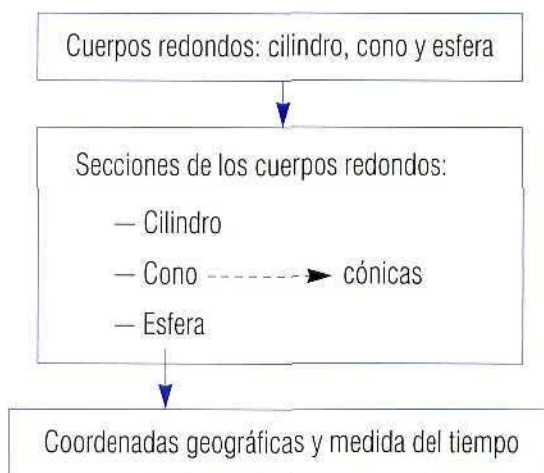 Cuerpos redondos: cilindro, cono y esfera
Secciones de los cuerpos redondos:
— Cilindro
— Cono cónicas
— Esfera
Coordenadas geográficas y medida del tiempo